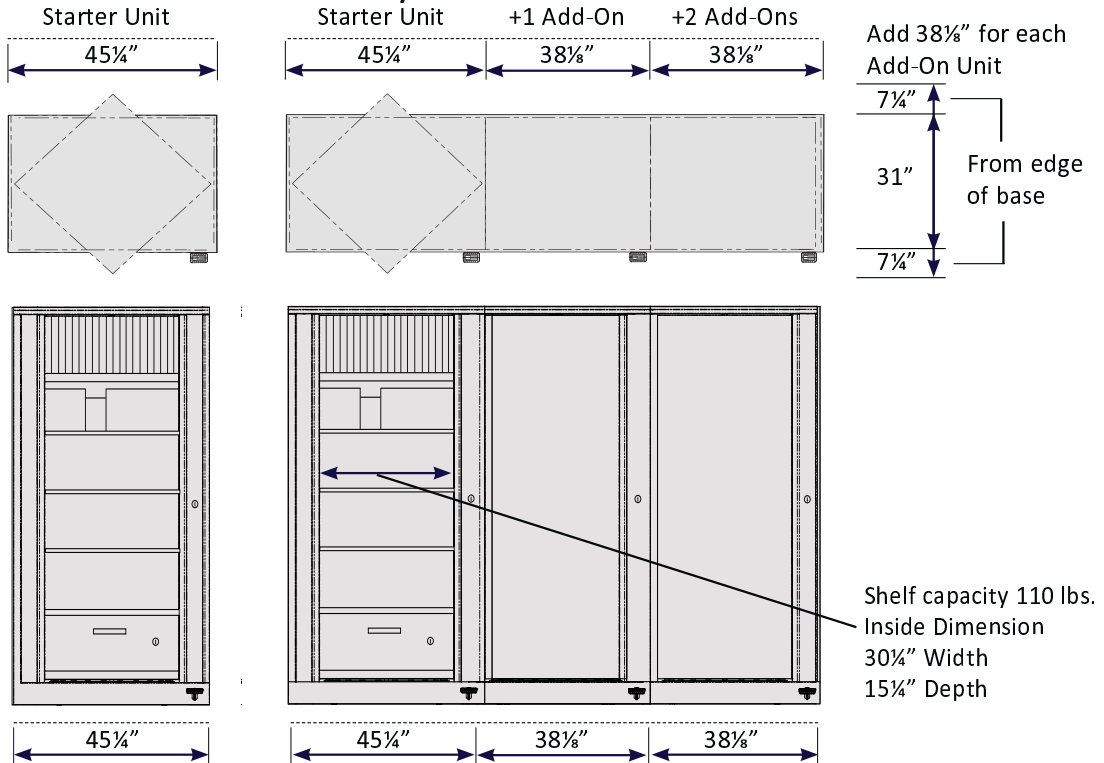 Starter Unit
Starter Unit
+1 Add-On
+2 Add-Ons
45¼”
45¼”
38⅛”
38⅛”
Add 38⅛” for each
Add-On Unit
7¼”
31”
7¼”
From edge
of base
Shelf capacity 110 lbs.
Inside Dimension
30¼” Width
15¼” Depth
45¼”
45¼”
38⅛”
38⅛”